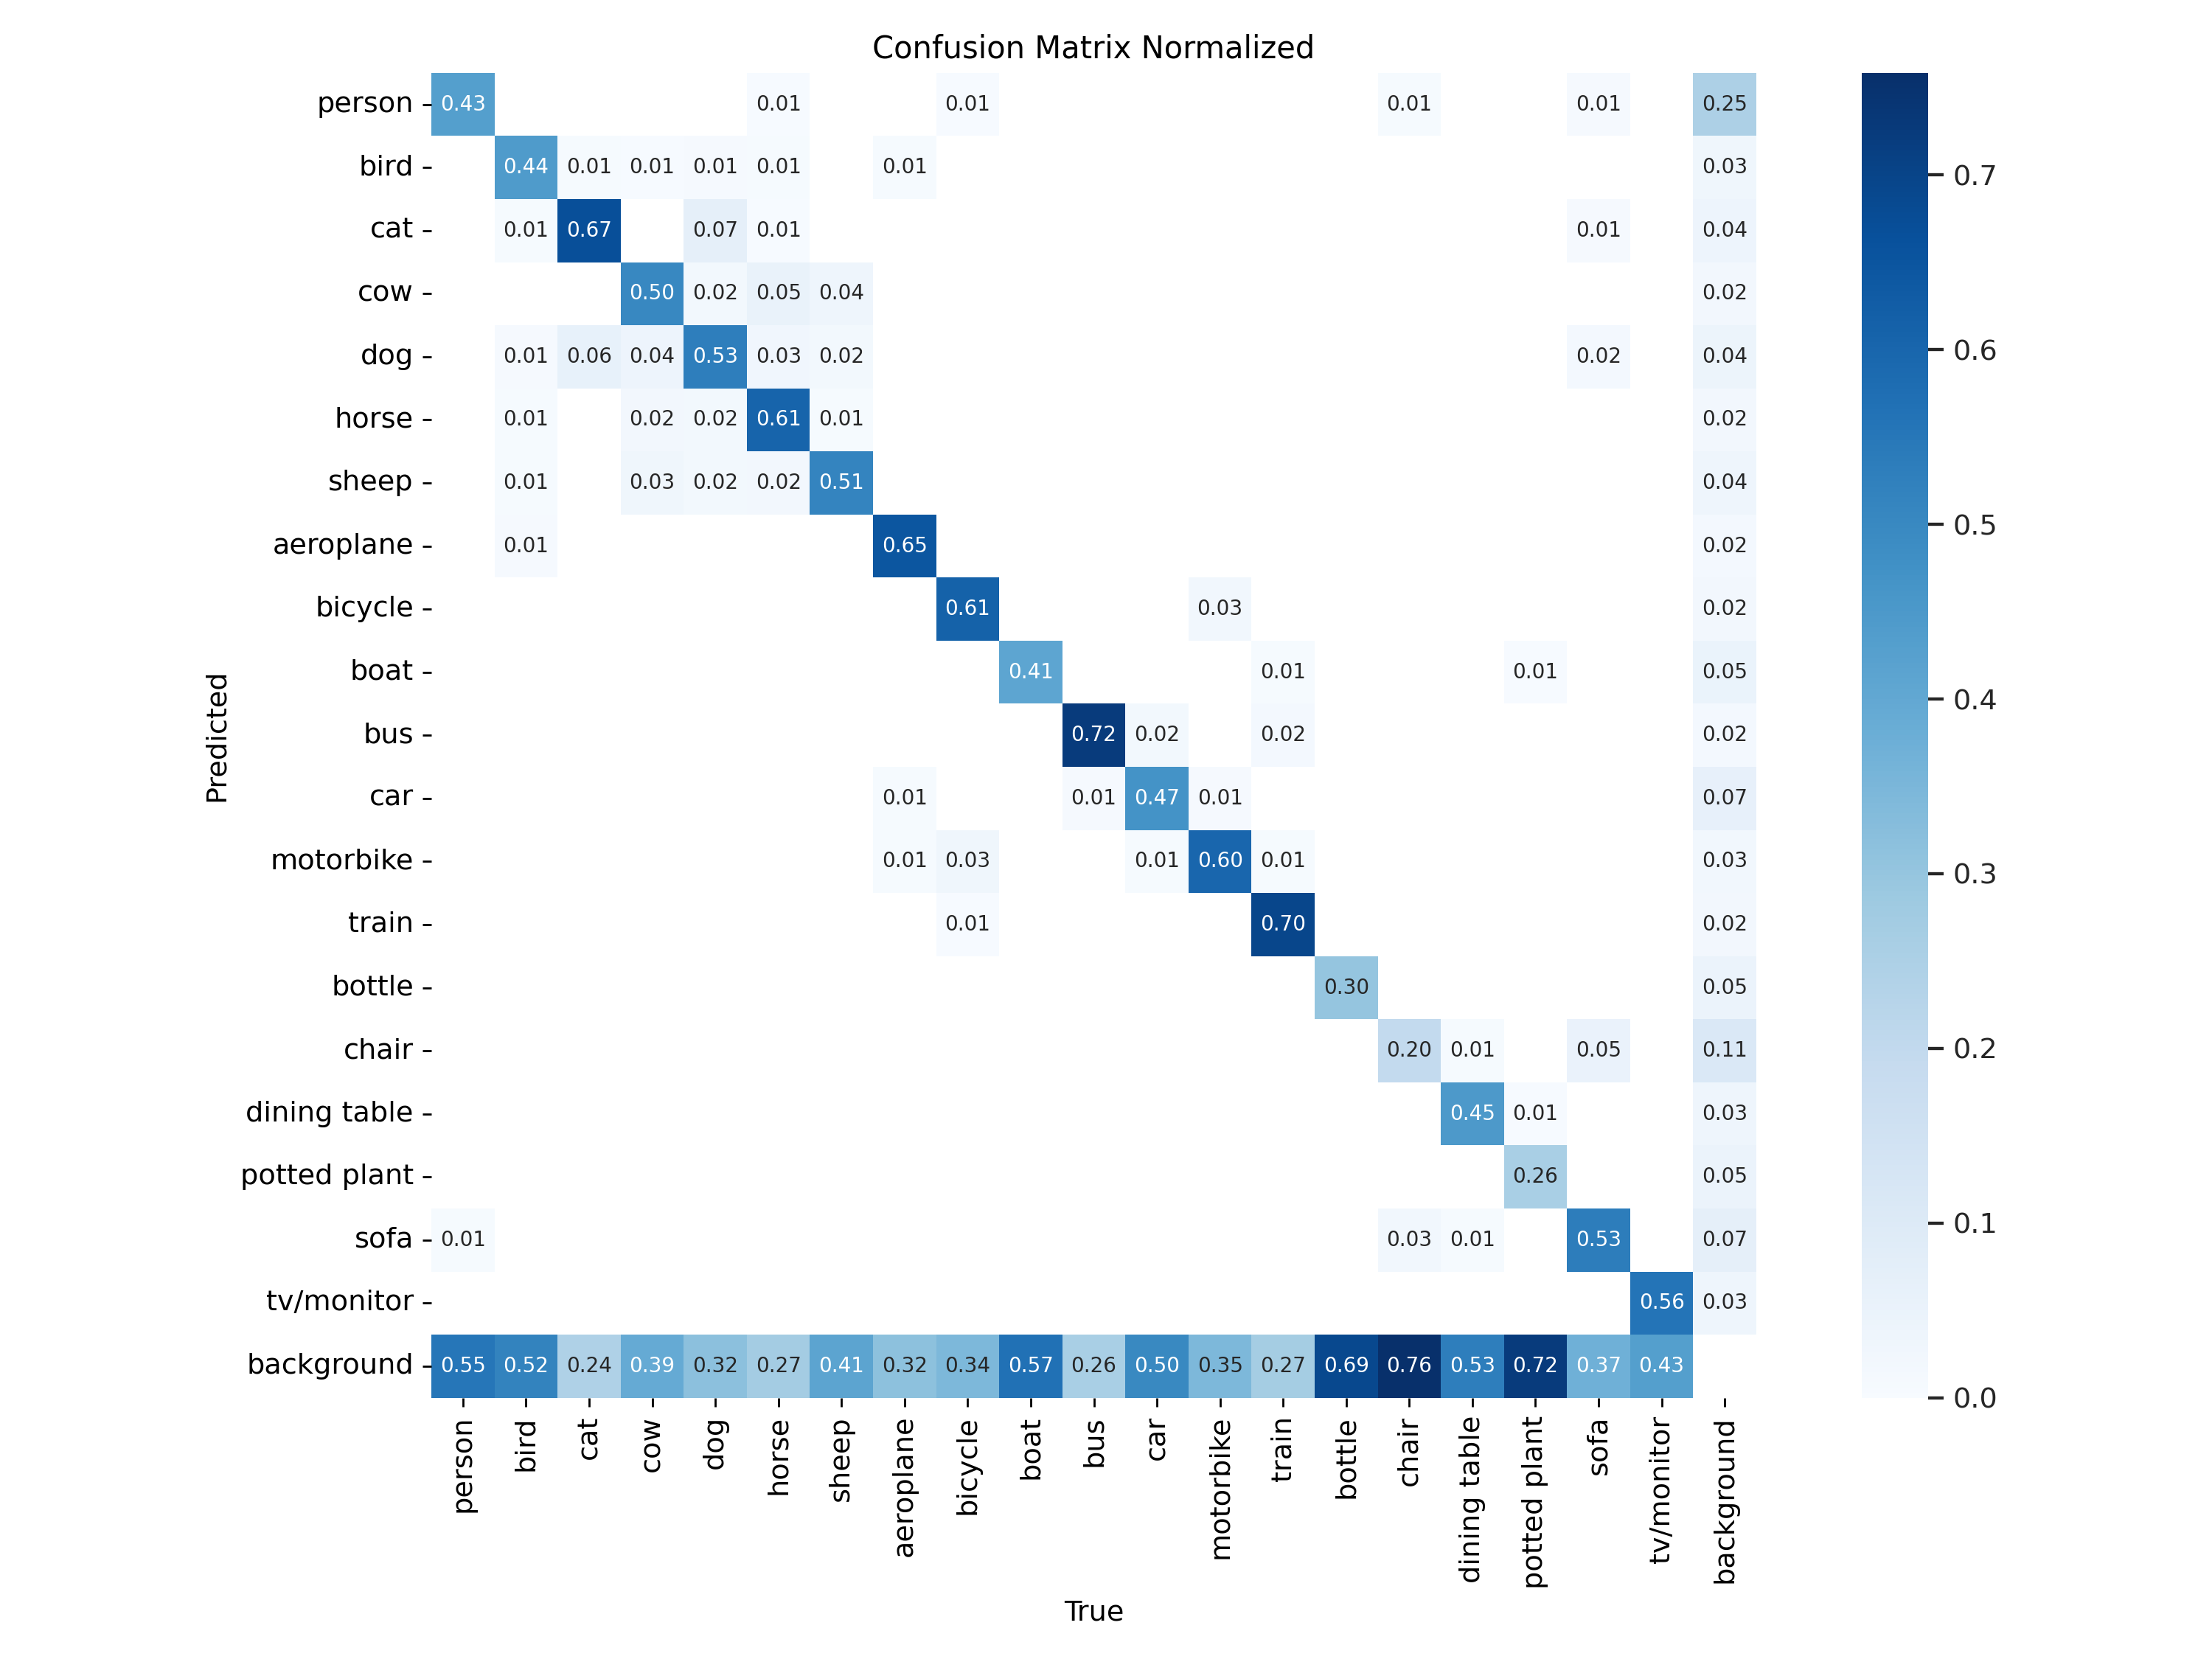 Confusion Matrix Normalized
person 0.43 0.01 0.01 0.01 0.01 0.25
bird 0.44 0.01 0.01 0.01 0.01 0.01 0.03
cat 0.01 0.67 0.07 0.01 0.01 0.04
cow 0.50 0.02 0.05 0.04 0.02
dog 0.01 0.06 0.04 0.53 0.03 0.02 0.02 0.04
horse 0.01 0.02 0.02 0.61 0.01 0.02
sheep 0.01 0.03 0.02 0.02 0.51 0.04
aeroplane 0.01 0.65 0.02
bicycle 0.61 0.03 0.02
boat 0.41 0.01 0.01 0.05
bus 0.72 0.02 0.02 0.02
car 0.01 0.01 0.47 0.01 0.07
motorbike 0.01 0.03 0.01 0.60 0.01 0.03
train 0.01 0.70 0.02
bottle 0.30 0.05
chair 0.20 0.01 0.05 0.11
dining table 0.45 0.01 0.03
potted plant 0.26 0.05
sofa 0.01 0.03 0.01 0.53 0.07
tv/monitor 0.56 0.03
background 0.55 0.52 0.24 0.39 0.32 0.27 0.41 0.32 0.34 0.57 0.26 0.50 0.35 0.27 0.69 0.76 0.53 0.72 0.37 0.43
person bird cat cow dog horse sheep aeroplane bicycle boat bus car motorbike train bottle chair dining table potted plant sofa tv/monitor background
True
Predicted
0.7
0.6
0.5
0.4
0.3
0.2
0.1
0.0